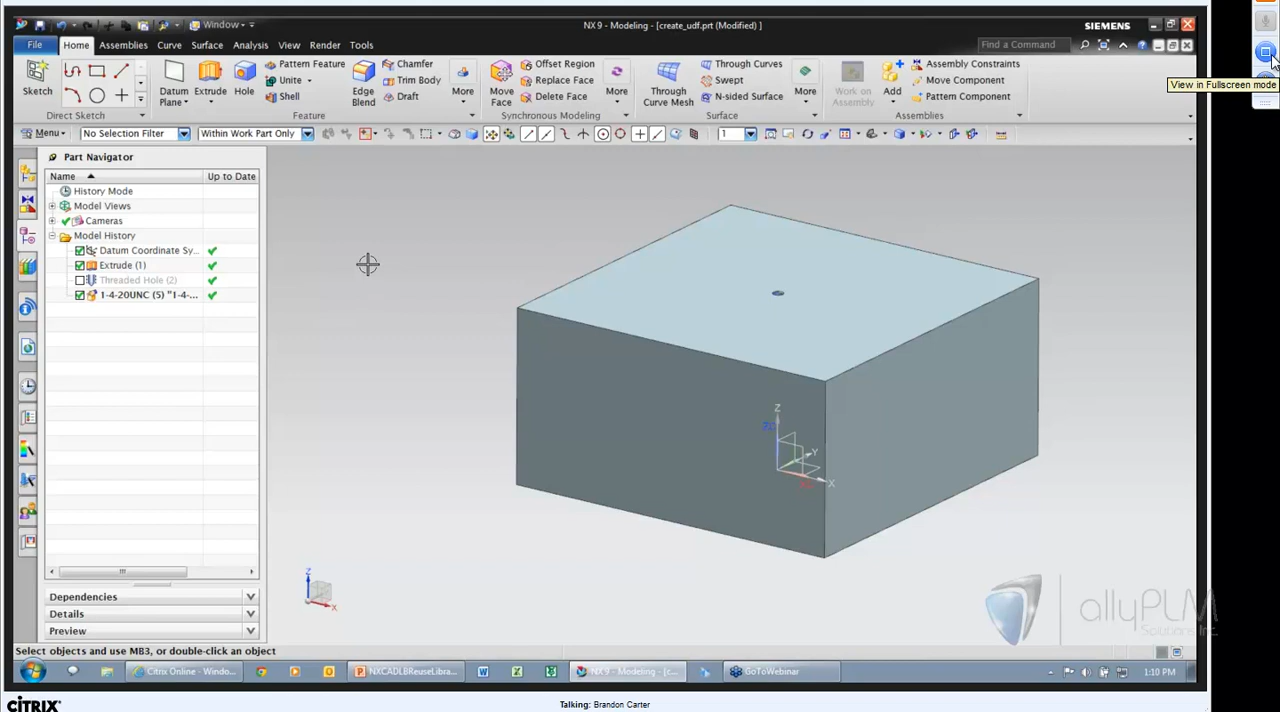 Window
NX 9 - Modeling - [create_udf.prt (Modified) ]
SIEMENS
File Home Assemblies Curve Surface Analysis View Render Tools
Find a Command
View in Fullscreen mode
Sketch
Direct Sketch
Datum Plane
Extrude
Hole
Pattern Feature
Unite
Shell
Edge Blend
Chamfer
Trim Body
Draft
More
Feature
Move Face
Offset Region
Replace Face
Delete Face
More
Synchronous Modeling
Through Curve Mesh
Through Curves
Swept
N-sided Surface
More
Surface
Work on Assembly
Add
Assembly Constraints
Move Component
Pattern Component
Assemblies
Menu
No Selection Filter
Within Work Part Only
1
Part Navigator
Name Up to Date
History Mode
Model Views
Cameras
Model History
Datum Coordinate Sy...
Extrude (1)
Threaded Hole (2)
1-4-20UNC (5) "1-4-...
Z
Y
X
Z
X
Dependencies
Details
Preview
allyPLM
Solutions Inc.
Select objects and use MB3, or double-click an object
Citrix Online - Windo...
NXCADLBReuseLibra...
NX 9 - Modeling - [c...
GoToWebinar
1:10 PM
CITRIX
Talking: Brandon Carter